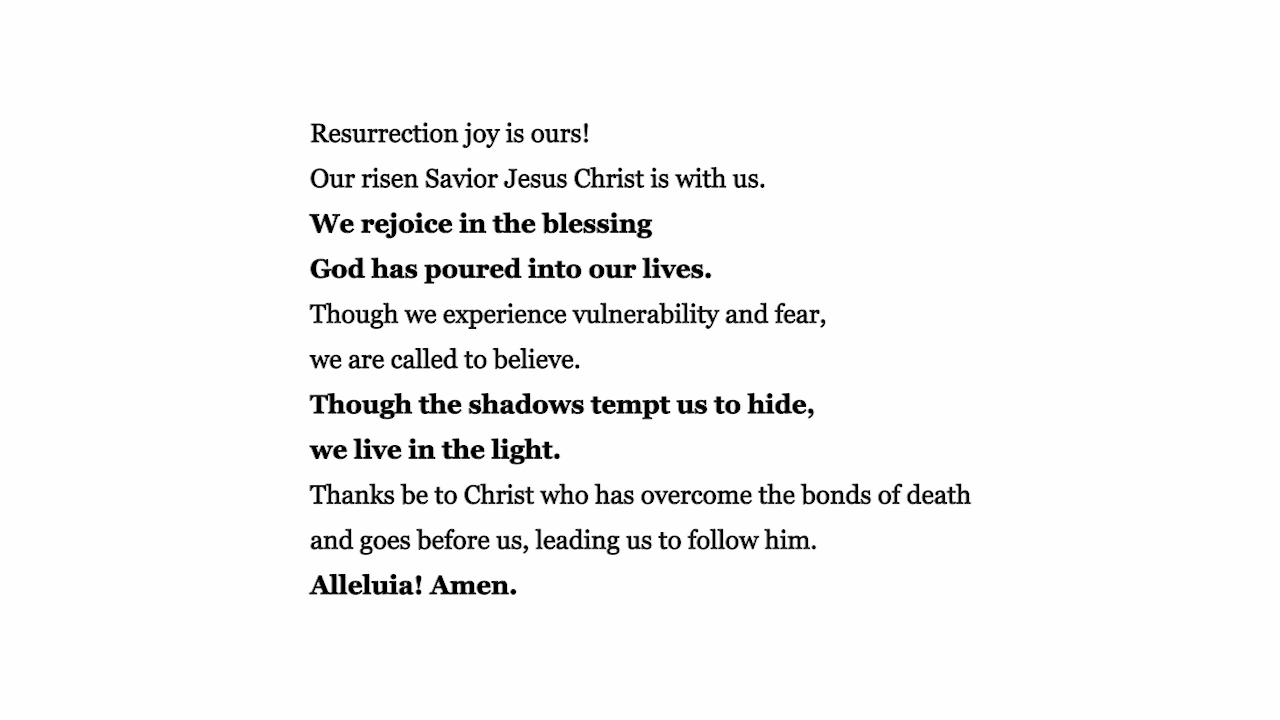 Resurrection joy is ours!
Our risen Savior Jesus Christ is with us.
We rejoice in the blessing
God has poured into our lives.
Though we experience vulnerability and fear,
we are called to believe.
Though the shadows tempt us to hide,
we live in the light.
Thanks be to Christ who has overcome the bonds of death
and goes before us, leading us to follow him.
Alleluia! Amen.